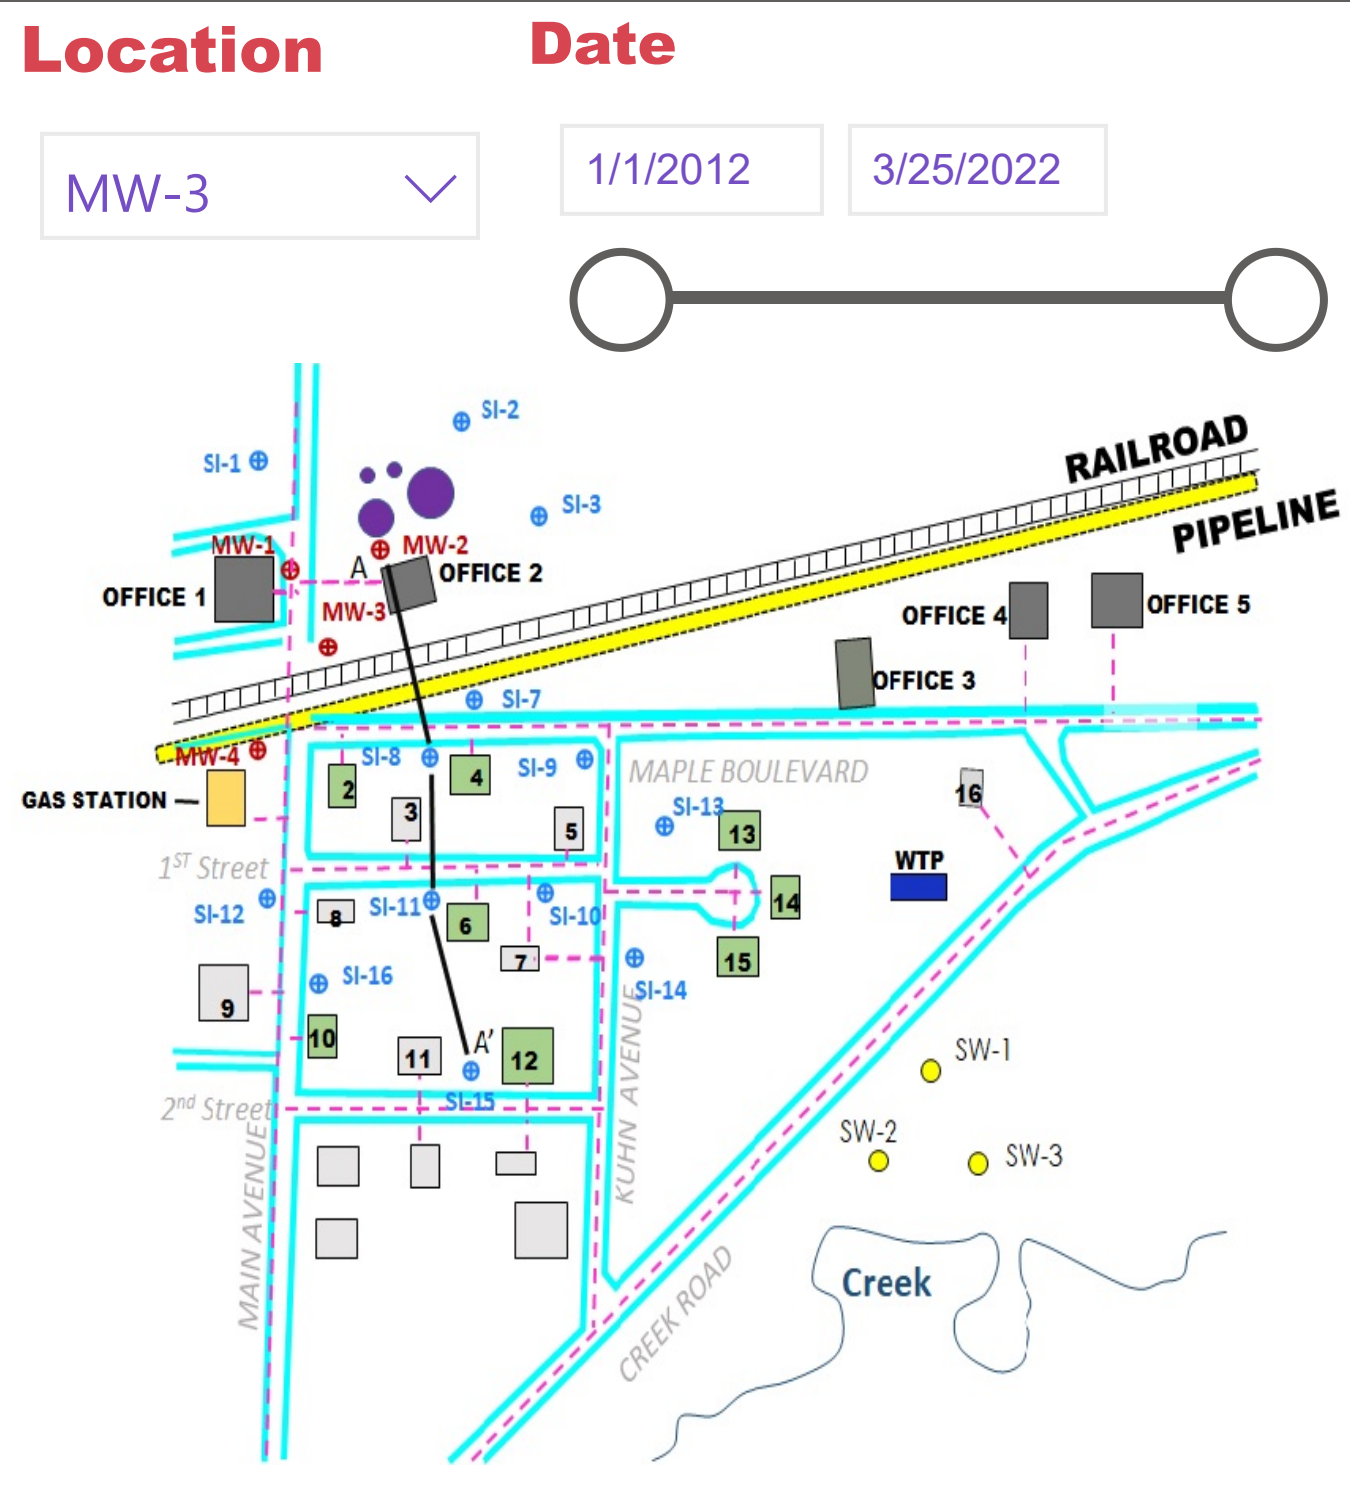 Location
Date
MW-3
1/1/2012
3/25/2022
SI-2
RAILROAD
SI-1
SI-3
PIPELINE
MW-1
MW-2
A
OFFICE 2
OFFICE 1
MW-3
OFFICE 4
OFFICE 5
OFFICE 3
SI-7
MW-4
SI-8
SI-9
MAPLE BOULEVARD
2
4
GAS STATION
3
5
SI-13
13
16
1ST Street
WTP
SI-12
8
SI-11
6
SI-10
14
7
15
SI-16
SI-14
9
10
11
A'
12
SW-1
2nd Street
SI-15
SW-2
SW-3
MAIN AVENUE
KUHN AVENUE
CREEK ROAD
Creek